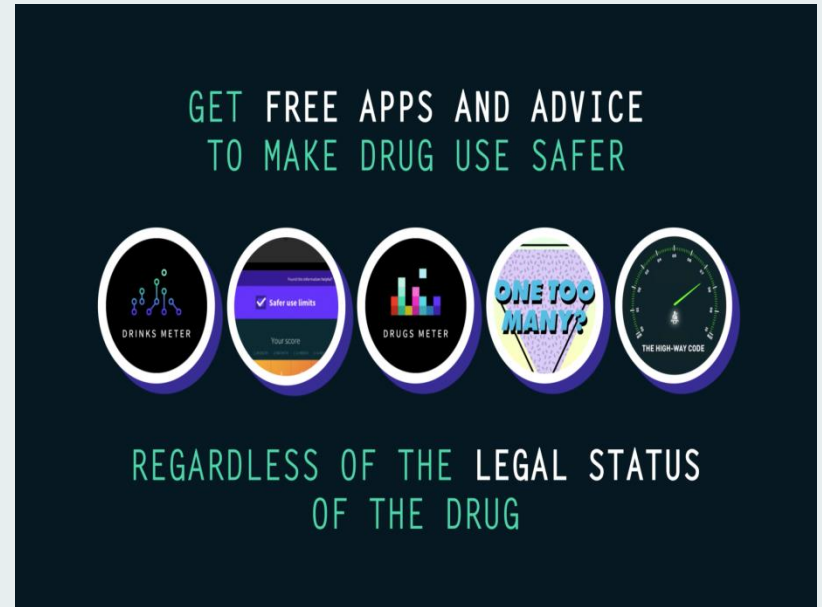 GET FREE APPS AND ADVICE
TO MAKE DRUG USE SAFER
DRINKS METER
Safer use limits
Your score
DRUGS METER
ONE TOO
MANY?
THE HIGH-WAY CODE
REGARDLESS OF THE LEGAL STATUS
OF THE DRUG